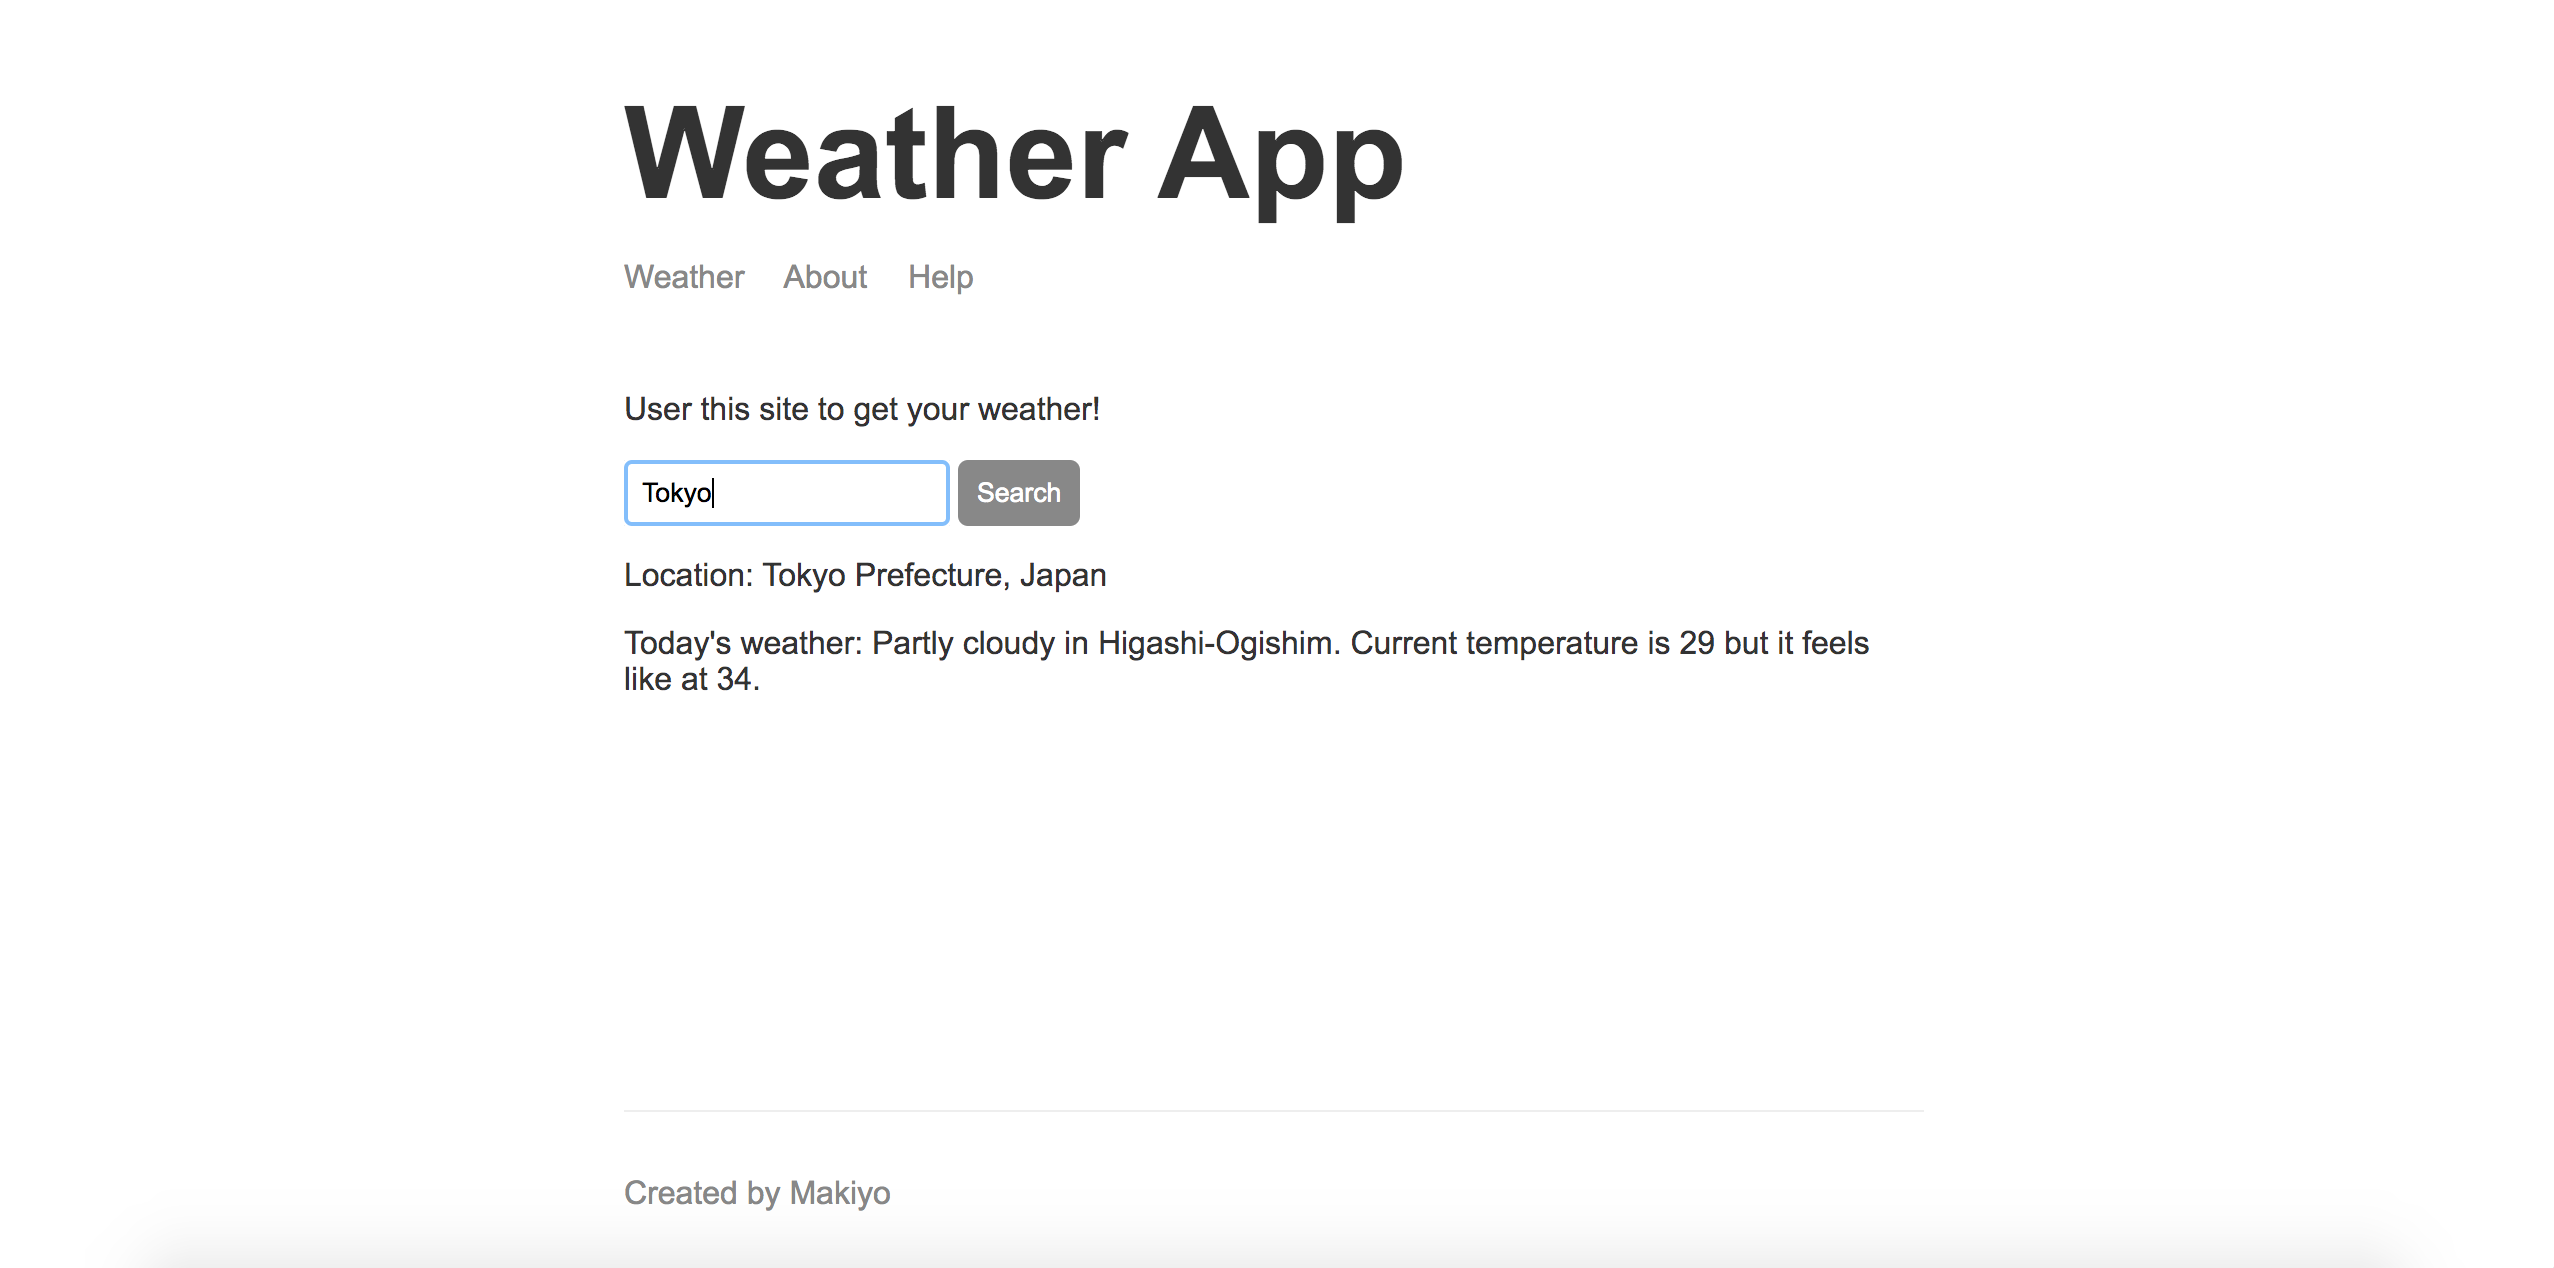 Weather App
Weather About Help
User this site to get your weather!
Tokyo
Search
Location: Tokyo Prefecture, Japan
Today's weather: Partly cloudy in Higashi-Ogishim. Current temperature is 29 but it feels
like at 34.
Created by Makiyo